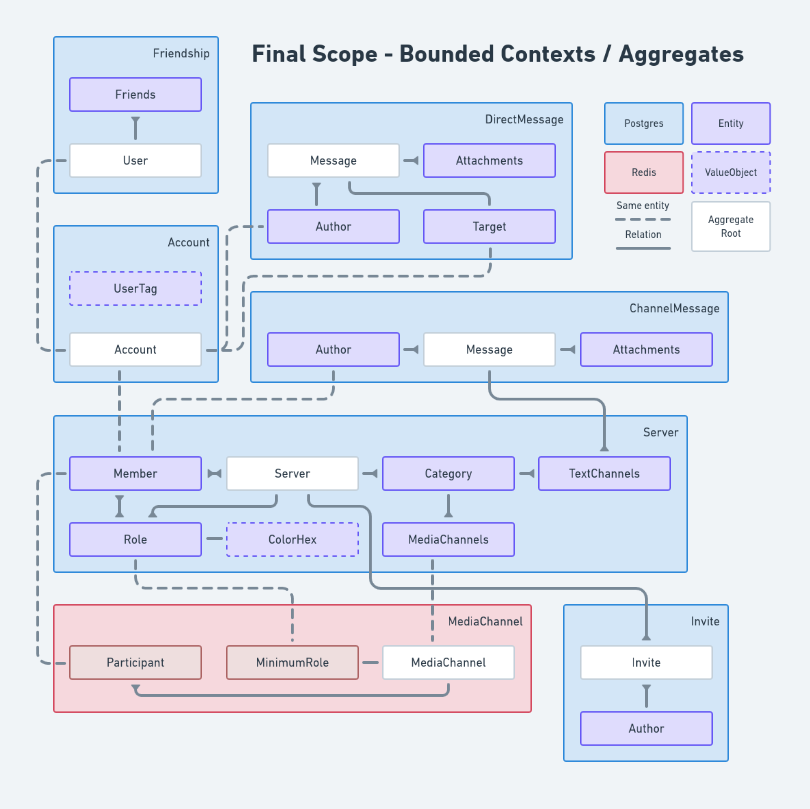 Final Scope - Bounded Contexts / Aggregates
Friendship
Friends
User
DirectMessage
Message
Attachments
Author
Target
Postgres
Entity
Redis
ValueObject
Same entity
Relation
Aggregate
Root
Account
UserTag
Account
ChannelMessage
Author
Message
Attachments
Server
Member
Server
Category
TextChannels
Role
ColorHex
MediaChannels
MediaChannel
Participant
MinimumRole
MediaChannel
Invite
Invite
Author